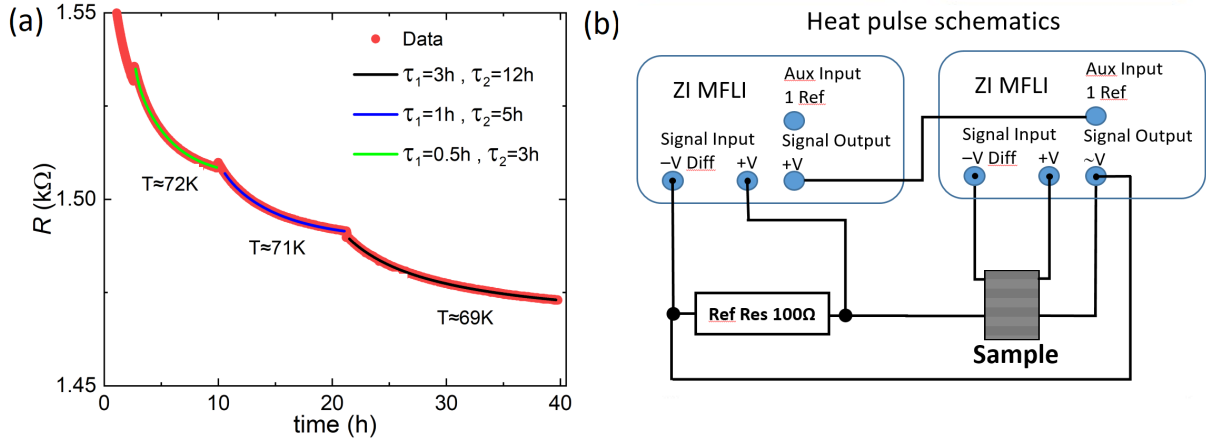 (a)
1.55
1.50
1.45
R (kΩ)
Data
τ1=3h , τ2=12h
τ1=1h , τ2=5h
τ1=0.5h , τ2=3h
T≈72K
T≈71K
T≈69K
0 10 20 30 40
time (h)
(b)
Heat pulse schematics
ZI MFLI
Aux Input
1 Ref
Signal Input
Signal Output
−V Diff +V
+V
ZI MFLI
Aux Input
1 Ref
Signal Input
Signal Output
−V Diff +V
~V
Ref Res 100Ω
Sample